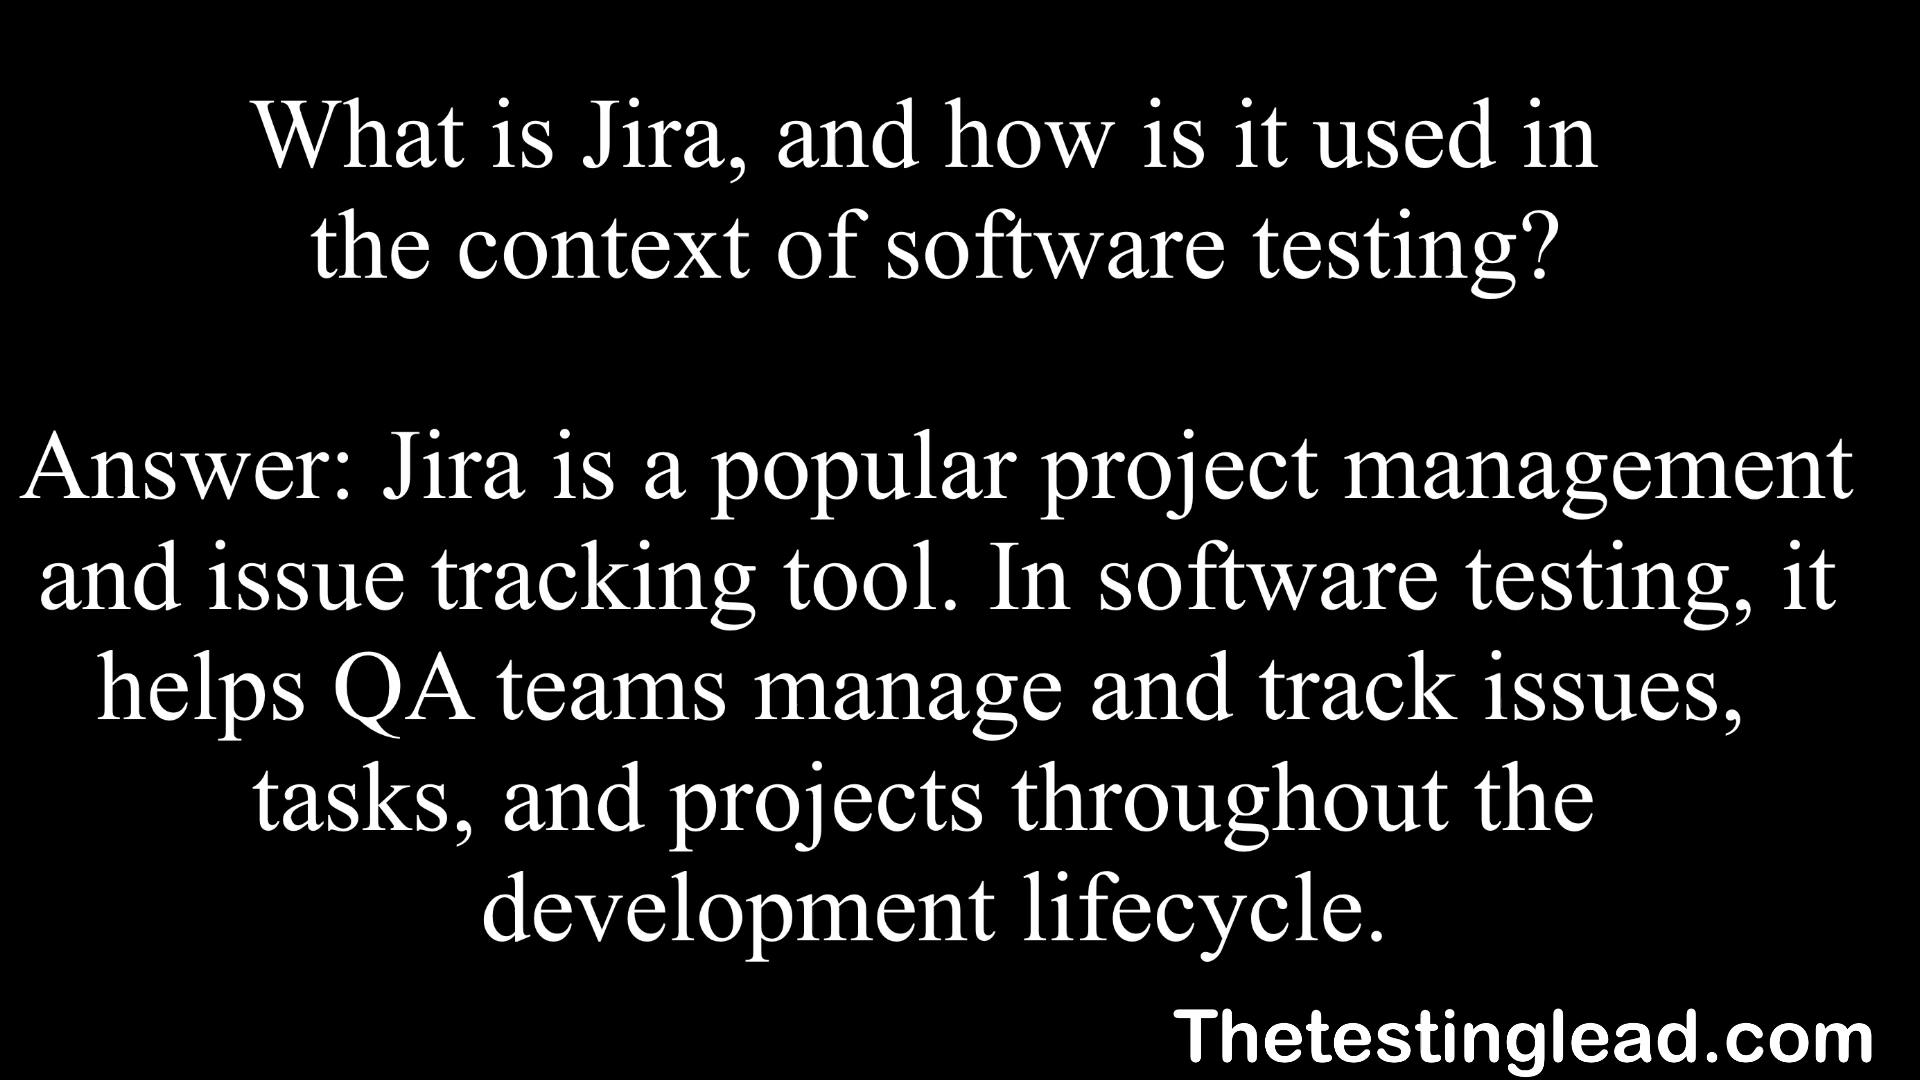 What is Jira, and how is it used in
the context of software testing?
Answer: Jira is a popular project management
and issue tracking tool. In software testing, it
helps QA teams manage and track issues,
tasks, and projects throughout the
development lifecycle.
Thetestinglead.com